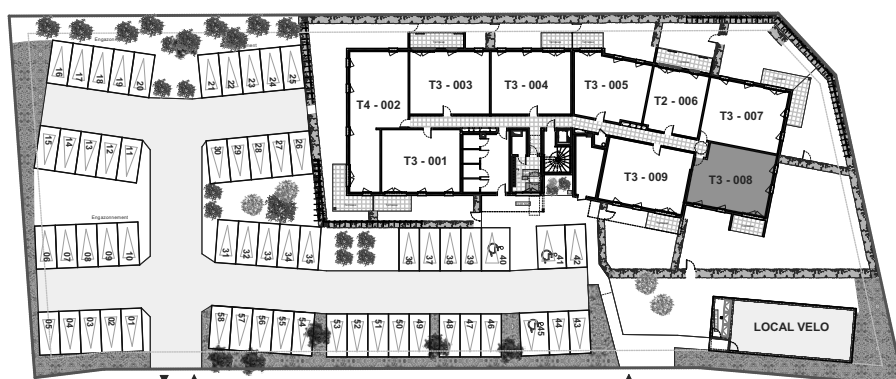 Engazonnement
Engazonnement
16 17 18 19 20
21 22 23 24 25
T4 - 002
T3 - 003
T3 - 004
T3 - 005
T2 - 006
T3 - 007
T3 - 001
T3 - 009
T3 - 008
15 14 13 12 11
30 29 28 27 26
Engazonnement
06 07 08 09 10
31 32 33 34 35
36 37 38 39 40
41 42
05 04 03 02 01
58 57 56 55 54
53 52 51 50 49
48 47 46
45 44 43
LOCAL VELO